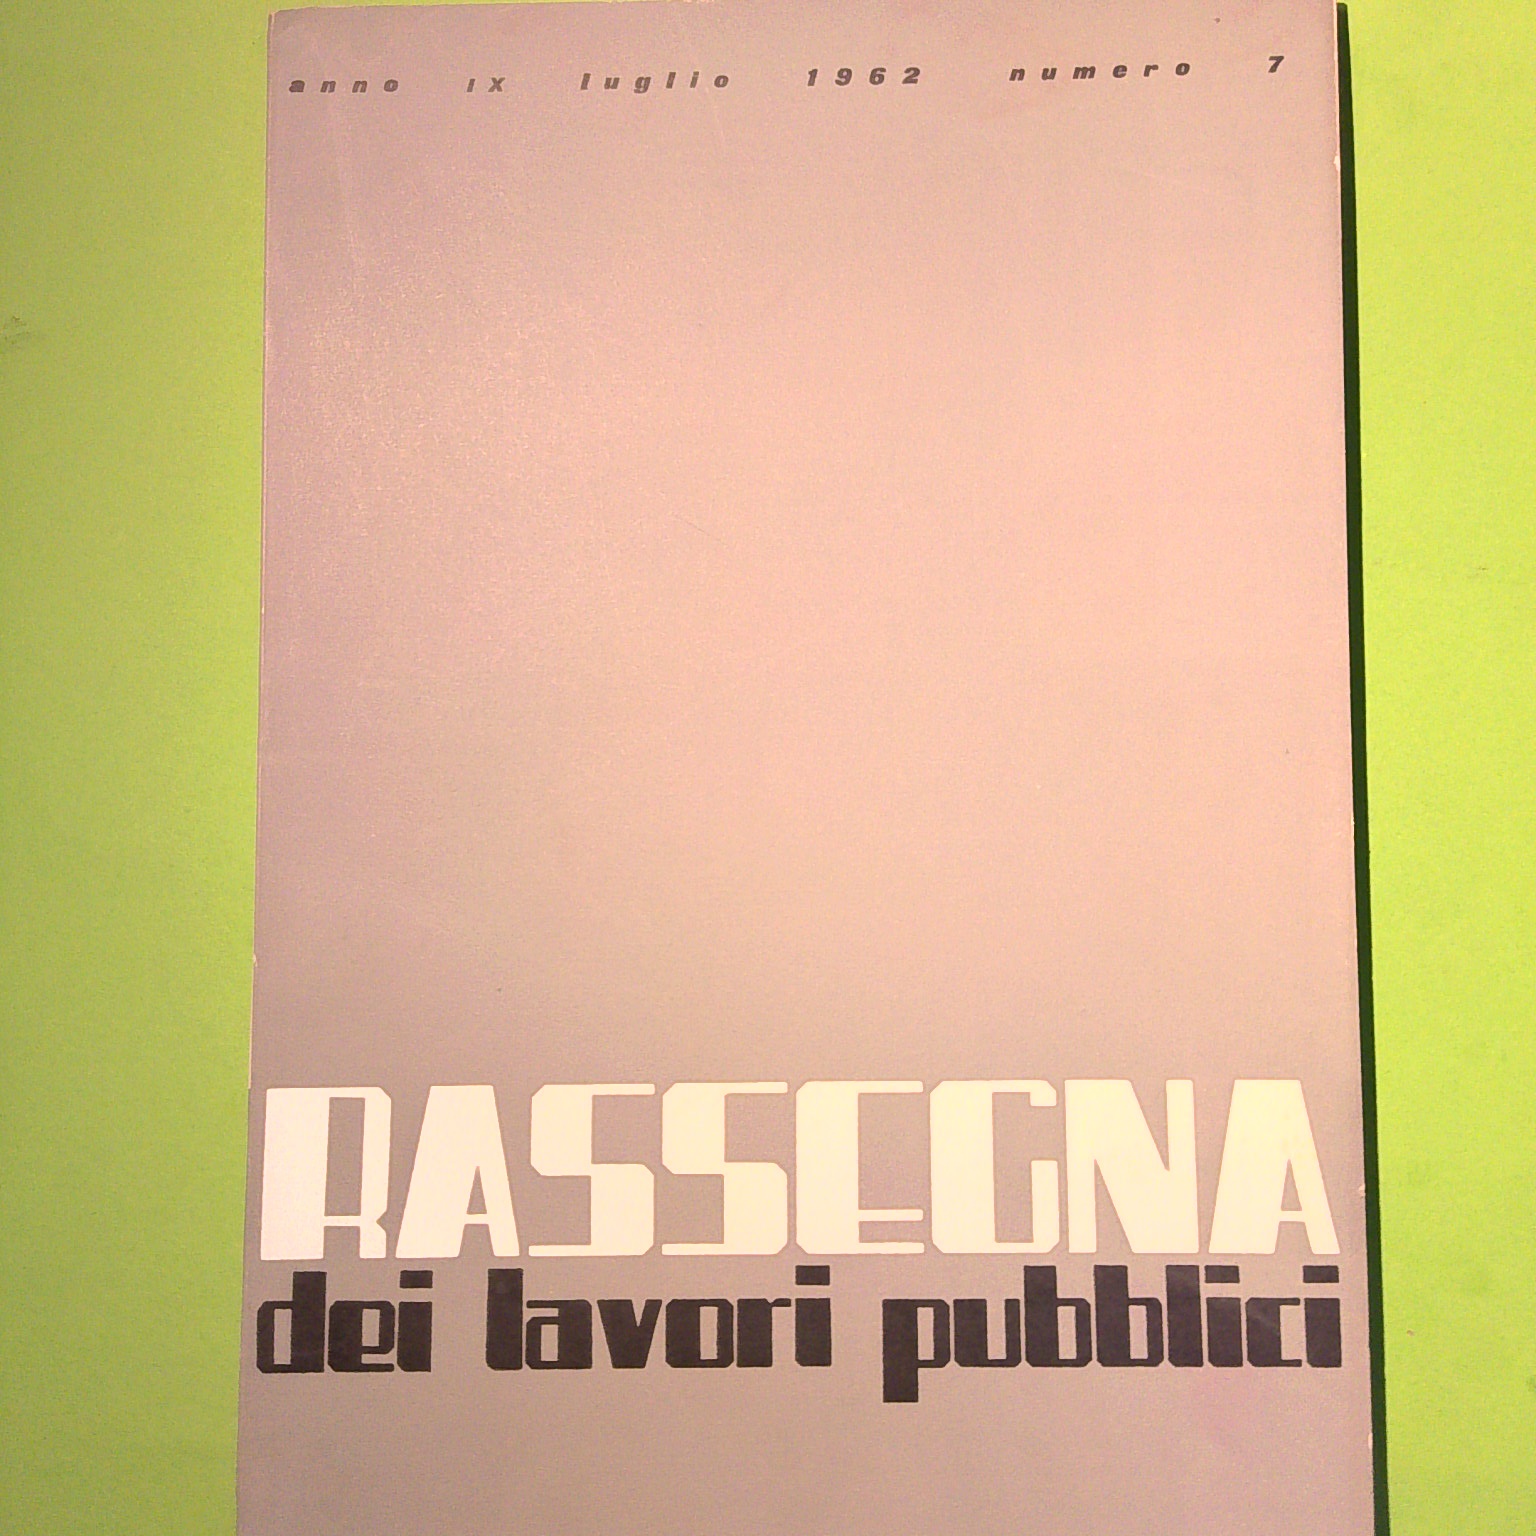 anno IX luglio 1962 numero 7
RASSEGNA
dei lavori pubblici